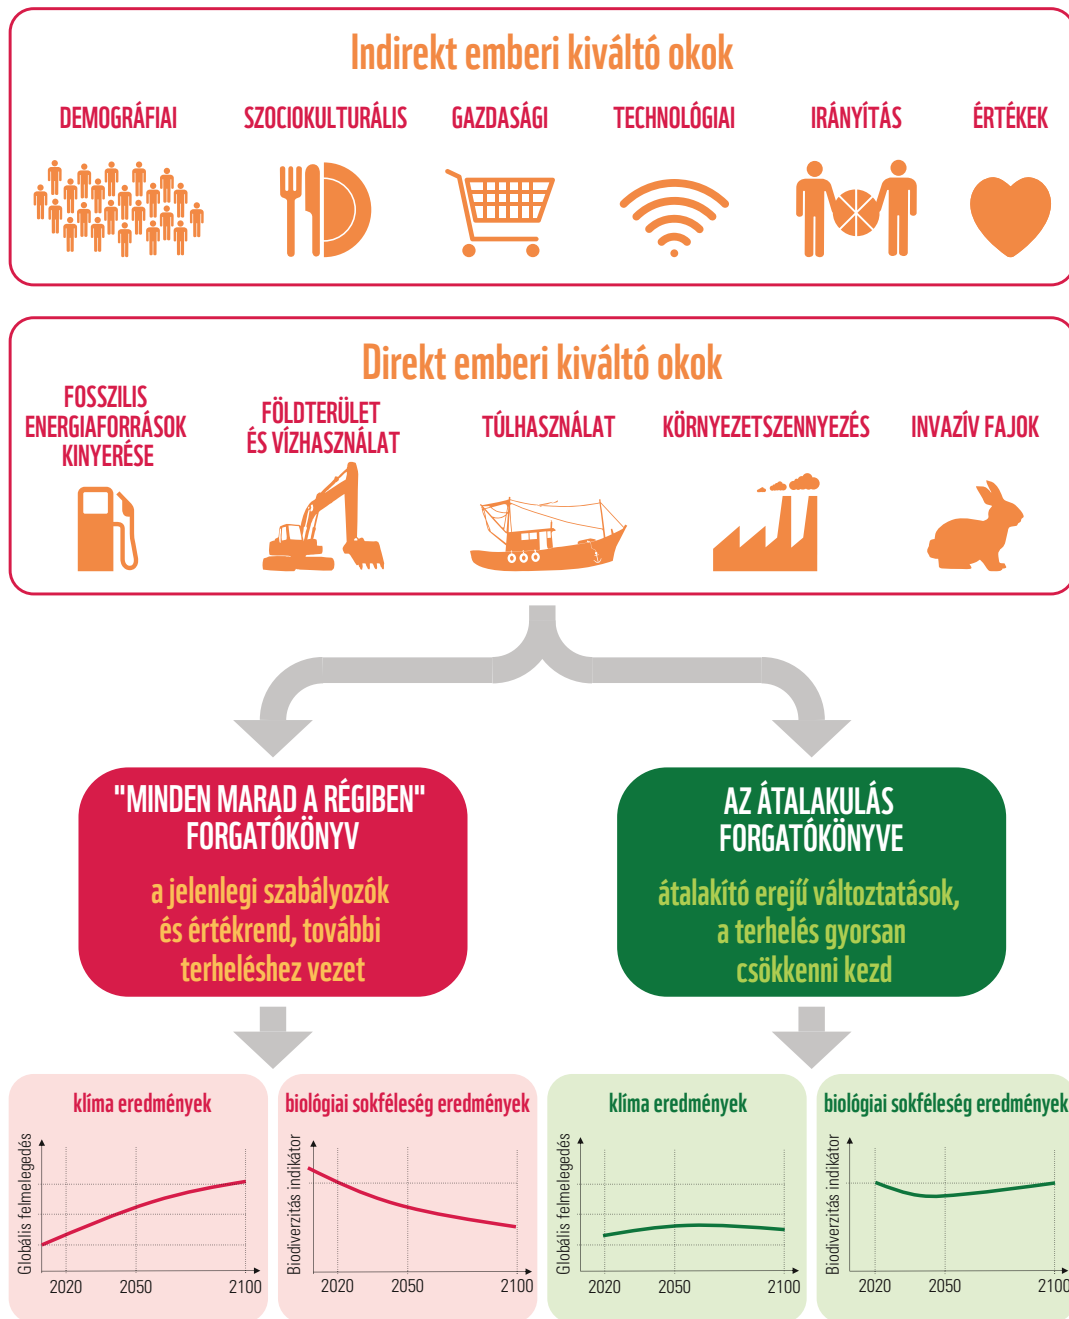 Indirekt emberi kiváltó okok
DEMOGRÁFIAI
SZOCIOKULTURÁLIS
GAZDASÁGI
TECHNOLÓGIAI
IRÁNYÍTÁS
ÉRTÉKEK
Direkt emberi kiváltó okok
FOSSZILIS
ENERGIAFORRÁSOK
KINYERÉSE
FÖLDTERÜLET
ÉS VÍZHASZNÁLAT
TÚLHASZNÁLAT
KÖRNYEZETSZENNYEZÉS
INVAZÍV FAJOK
"MINDEN MARAD A RÉGIBEN"
FORGATÓKÖNYV
a jelenlegi szabályozók
és értékrend, további
terheléshez vezet
AZ ÁTALAKULÁS
FORGATÓKÖNYVE
átalakító erejű változtatások,
a terhelés gyorsan
csökkenni kezd
klíma eredmények
Globális felmelegedés
2020 2050 2100
biológiai sokféleség eredmények
Biodiverzitás indikátor
2020 2050 2100
klíma eredmények
Globális felmelegedés
2020 2050 2100
biológiai sokféleség eredmények
Biodiverzitás indikátor
2020 2050 2100